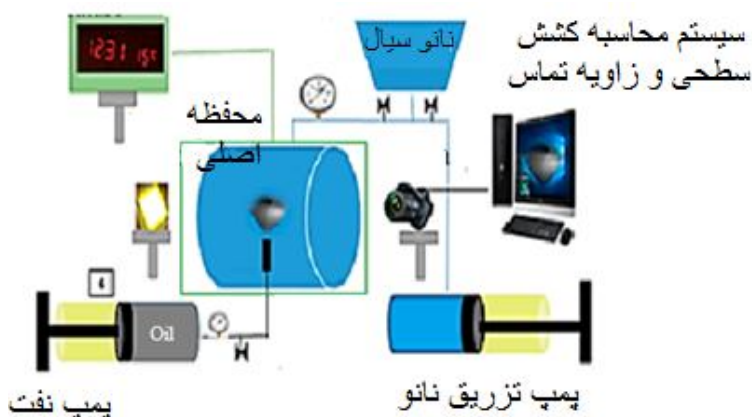 سیستم محاسبه کشش
سطحی و زاویه تماس
نانو سیال
محفظه
اصلی
Oil
پمپ نفت
پمپ تزریق نانو